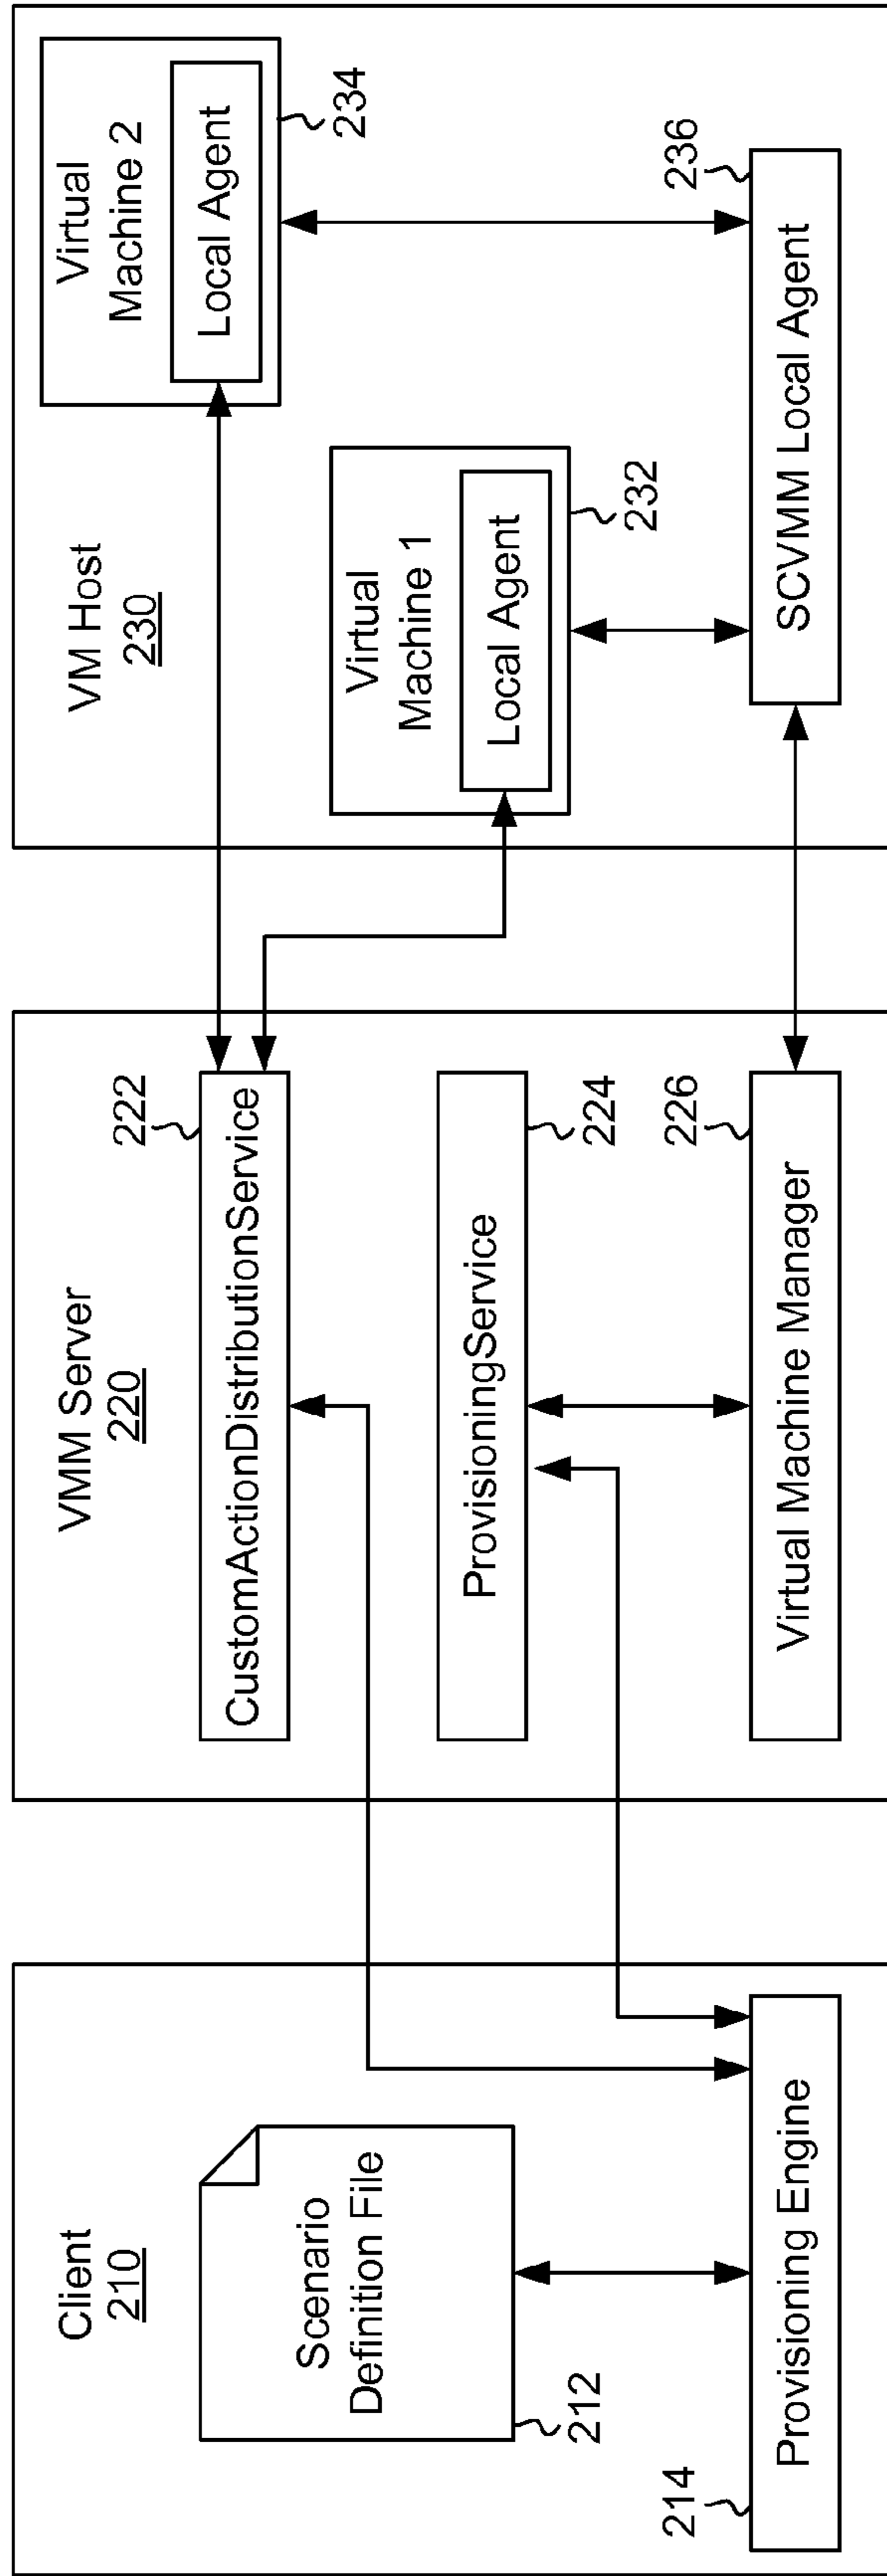 Client
210
Scenario
Definition File
212
214
Provisioning Engine
VMM Server
220
222
CustomActionDistributionService
ProvisioningService
224
226
Virtual Machine Manager
VM Host
230
Virtual
Machine 1
Local Agent
232
Virtual
Machine 2
Local Agent
234
236
SCVMM Local Agent